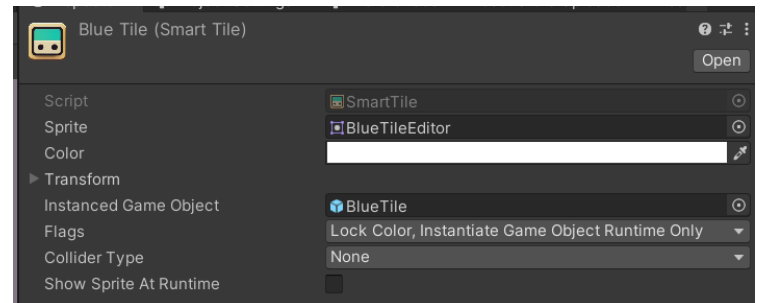 Blue Tile (Smart Tile)
Open
Script SmartTile
Sprite BlueTileEditor
Color
Transform
Instanced Game Object BlueTile
Flags Lock Color, Instantiate Game Object Runtime Only
Collider Type None
Show Sprite At Runtime